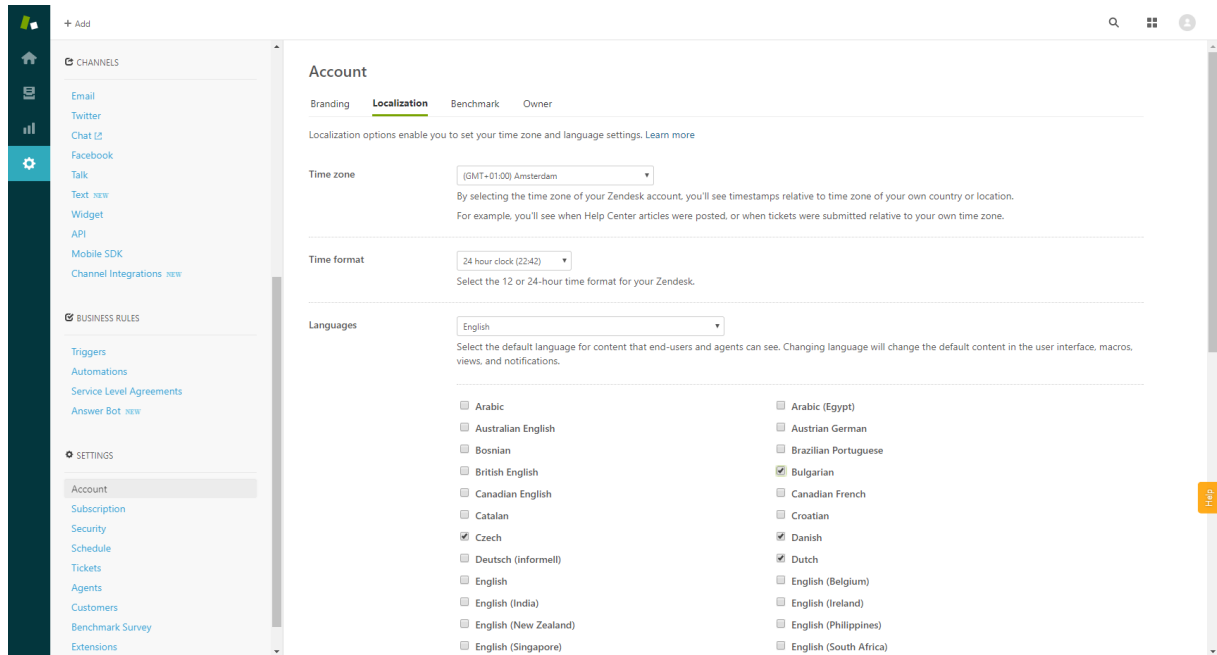 + Add
CHANNELS
Email
Twitter
Chat
Facebook
Talk
Text NEW
Widget
API
Mobile SDK
Channel Integrations NEW
BUSINESS RULES
Triggers
Automations
Service Level Agreements
Answer Bot NEW
SETTINGS
Account
Subscription
Security
Schedule
Tickets
Agents
Customers
Benchmark Survey
Extensions
Account
Branding Localization Benchmark Owner
Localization options enable you to set your time zone and language settings. Learn more
Time zone
(GMT+01:00) Amsterdam
By selecting the time zone of your Zendesk account, you'll see timestamps relative to time zone of your own country or location.
For example, you'll see when Help Center articles were posted, or when tickets were submitted relative to your own time zone.
Time format
24 hour clock (22:42)
Select the 12 or 24-hour time format for your Zendesk.
Languages
English
Select the default language for content that end-users and agents can see. Changing language will change the default content in the user interface, macros,
views, and notifications.
Arabic Arabic (Egypt)
Australian English Austrian German
Bosnian Brazilian Portuguese
British English Bulgarian
Canadian English Canadian French
Catalan Croatian
Czech Danish
Deutsch (informell) Dutch
English English (Belgium)
English (India) English (Ireland)
English (New Zealand) English (Philippines)
English (Singapore) English (South Africa)
Help